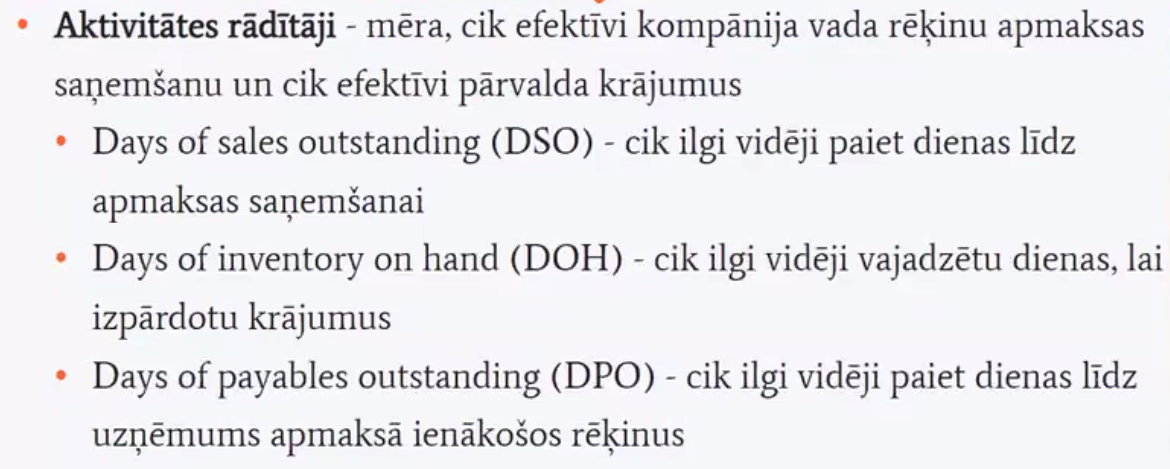 • Aktivitātes rādītāji - mēra, cik efektīvi kompānija vada rēķinu apmaksas
saņemšanu un cik efektīvi pārvalda krājumus
• Days of sales outstanding (DSO) - cik ilgi vidēji paiet dienas līdz
apmaksas saņemšanai
• Days of inventory on hand (DOH) - cik ilgi vidēji vajadzētu dienas, lai
izpārdotu krājumus
• Days of payables outstanding (DPO) - cik ilgi vidēji paiet dienas līdz
uzņēmums apmaksā ienākošos rēķinus